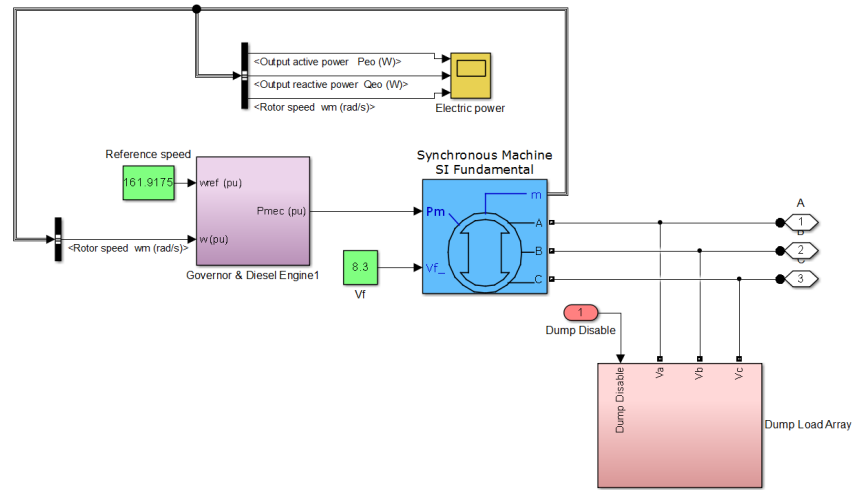 <Output active power Peo (W)>
<Output reactive power Qeo (W)>
<Rotor speed wm (rad/s)>
Electric power
Reference speed
161.9175
wref (pu)
w (pu)
Pmec (pu)
<Rotor speed wm (rad/s)>
Governor & Diesel Engine1
Synchronous Machine
SI Fundamental
m
Pm
Vf_
A
B
C
8.3
Vf
A
1
2
3
1
Dump Disable
Dump Disable
Va
Vb
Vc
Dump Load Array